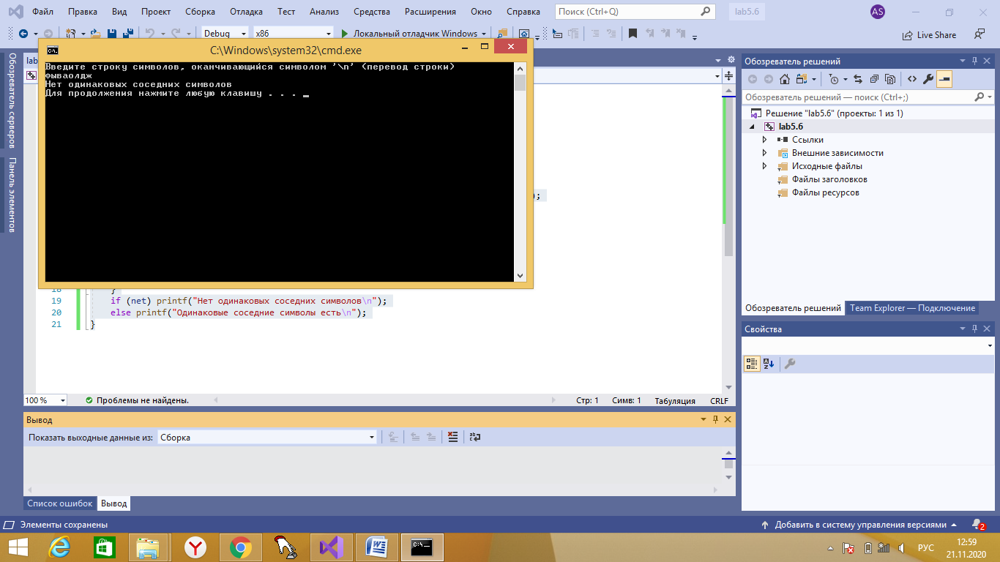 Файл Правка Вид Проект Сборка Отладка Тест Анализ Средства Расширения Окно Справка Поиск (Ctrl+Q) lab5.6 AS
Debug x86 Локальный отладчик Windows Live Share
C:\Windows\system32\cmd.exe
Введите строку символов, оканчивающийся символом '\n' (перевод строки)
фываолдж
Нет одинаковых соседних символов
Для продолжения нажмите любую клавишу . . . _
Обозреватель серверов
Панель элементов
lab
);
18 }
19 if (net) printf("Нет одинаковых соседних символов\n");
20 else printf("Одинаковые соседние символы есть\n");
21 }
100 % Проблемы не найдены. Стр: 1 Симв: 1 Табуляция CRLF
Вывод
Показать выходные данные из: Сборка
Список ошибок Вывод
Обозреватель решений
Обозреватель решений — поиск (Ctrl+;)
Решение "lab5.6" (проекты: 1 из 1)
lab5.6
Ссылки
Внешние зависимости
Исходные файлы
Файлы заголовков
Файлы ресурсов
Обозреватель решений Team Explorer — Подключение
Свойства
Элементы сохранены Добавить в систему управления версиями 2
РУС 12:59
21.11.2020